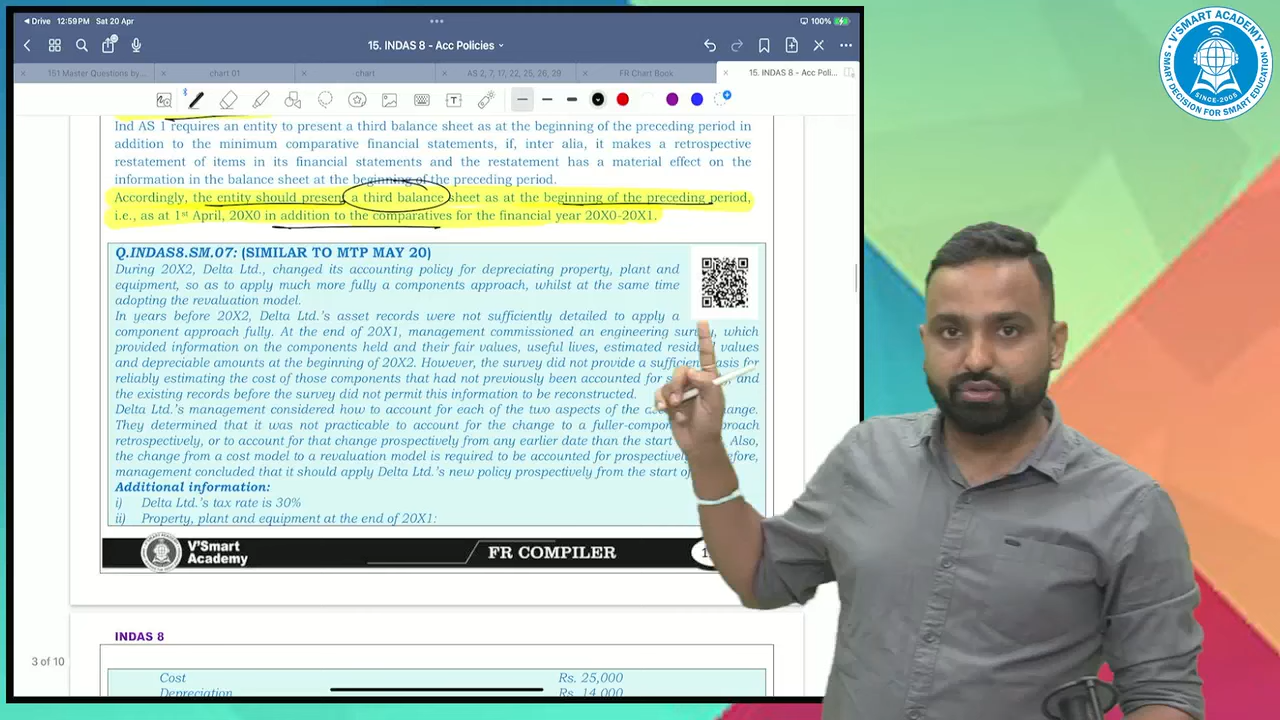 Drive 12:59 PM Sat 20 Apr
100%
15. INDAS 8 - Acc Policies
151 Master Questions by...
chart 01
chart
AS 2, 7, 17, 22, 25, 26, 29
FR Chart Book
15. INDAS 8 - Acc Poli...
Ind AS 1 requires an entity to present a third balance sheet as at the beginning of the preceding period in
addition to the minimum comparative financial statements, if, inter alia, it makes a retrospective
restatement of items in its financial statements and the restatement has a material effect on the
information in the balance sheet at the beginning of the preceding period.
Accordingly, the entity should present a third balance sheet as at the beginning of the preceding period,
i.e., as at 1st April, 20X0 in addition to the comparatives for the financial year 20X0-20X1.
Q.INDAS8.SM.07: (SIMILAR TO MTP MAY 20)
During 20X2, Delta Ltd., changed its accounting policy for depreciating property, plant and
equipment, so as to apply much more fully a components approach, whilst at the same time
adopting the revaluation model.
In years before 20X2, Delta Ltd.'s asset records were not sufficiently detailed to apply a
component approach fully. At the end of 20X1, management commissioned an engineering which
provided information on the components held and their fair values, useful lives, estimated values
and depreciable amounts at the beginning of 20X2. However, the survey did not provide a for
reliably estimating the cost of those components that had not previously been accounted for and
the existing records before the survey did not permit this information to be reconstructed.
Delta Ltd.'s management considered how to account for each of the two aspects of the
They determined that it was not practicable to account for the change to a
retrospectively, or to account for that change prospectively from any earlier date than the start Also,
the change from a cost model to a revaluation model is required to be accounted for
management concluded that it should apply Delta Ltd.'s new policy prospectively from the start of
Additional information:
i) Delta Ltd.'s tax rate is 30%
ii) Property, plant and equipment at the end of 20X1:
V'Smart
Academy
FR COMPILER
INDAS 8
3 of 10
Cost Rs. 25,000
Depreciation Rs. 14,000
V'SMART ACADEMY
SMART DECISION FOR SMART EDUCATION
SINCE-2008